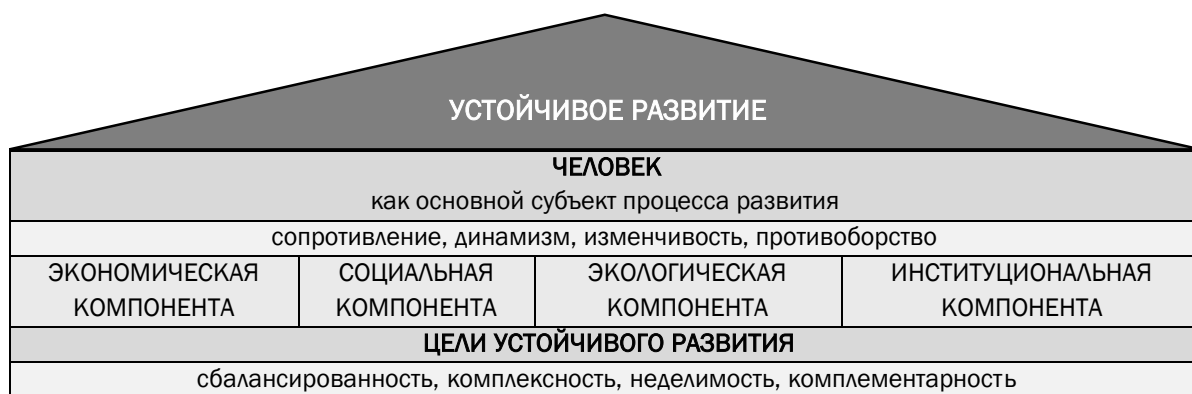 УСТОЙЧИВОЕ РАЗВИТИЕ
ЧЕЛОВЕК
как основной субъект процесса развития
сопротивление, динамизм, изменчивость, противоборство
ЭКОНОМИЧЕСКАЯ КОМПОНЕНТА
СОЦИАЛЬНАЯ КОМПОНЕНТА
ЭКОЛОГИЧЕСКАЯ КОМПОНЕНТА
ИНСТИТУЦИОНАЛЬНАЯ КОМПОНЕНТА
ЦЕЛИ УСТОЙЧИВОГО РАЗВИТИЯ
сбалансированность, комплексность, неделимость, комплементарность